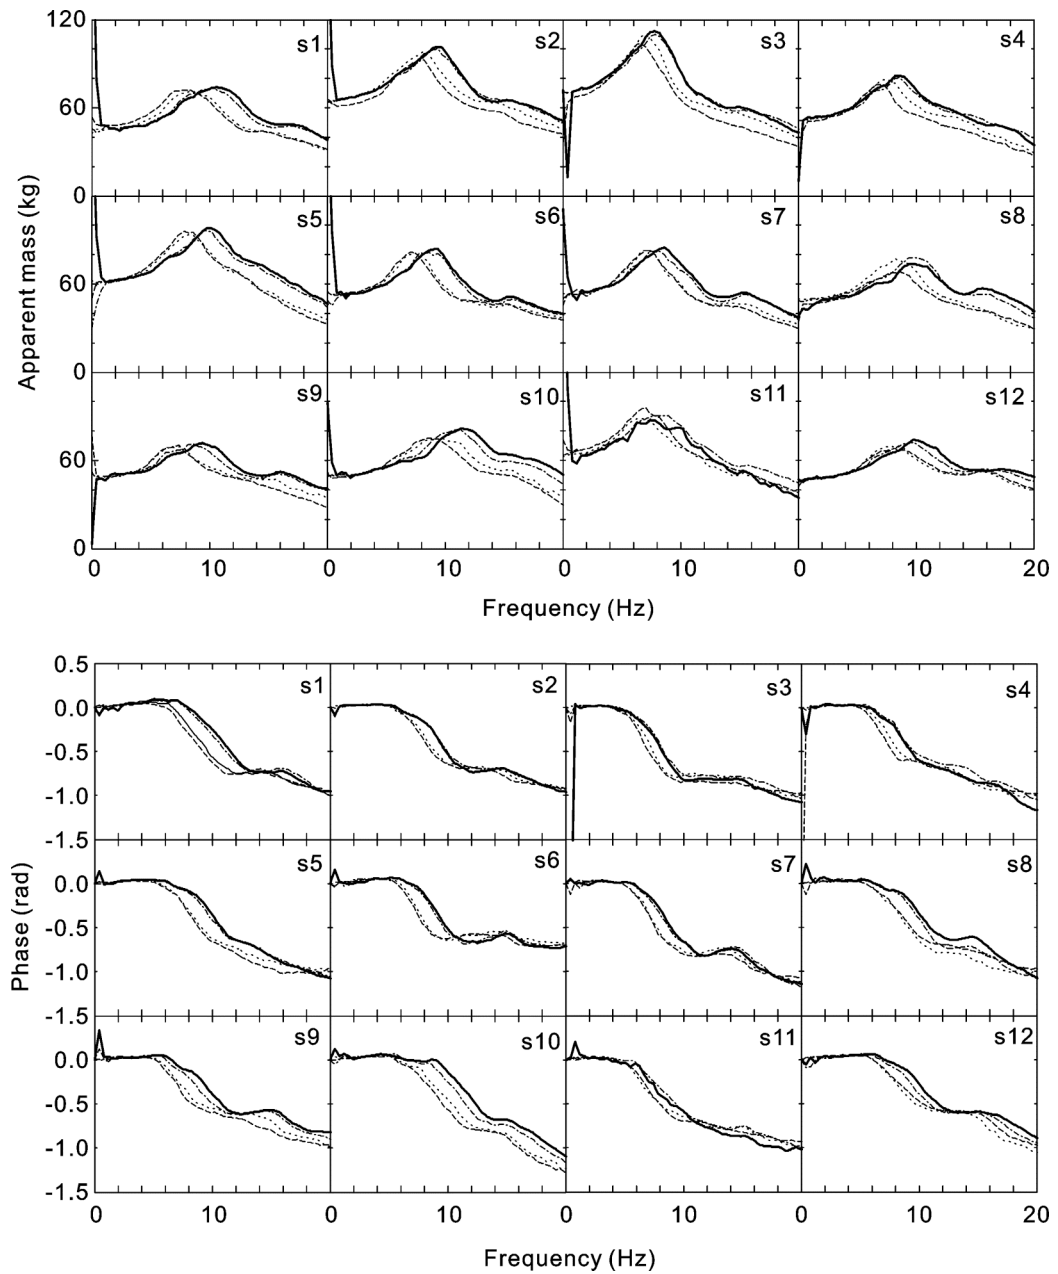 120
s1 s2 s3 s4
60
0
s5 s6 s7 s8
60
0
s9 s10 s11 s12
60
0
0 10 0 10 0 10 0 10 20
Apparent mass (kg)
Frequency (Hz)
0.5
s1 s2 s3 s4
0.0
-0.5
-1.0
-1.5
s5 s6 s7 s8
0.0
-0.5
-1.0
-1.5
s9 s10 s11 s12
0.0
-0.5
-1.0
-1.5
0 10 0 10 0 10 0 10 20
Phase (rad)
Frequency (Hz)